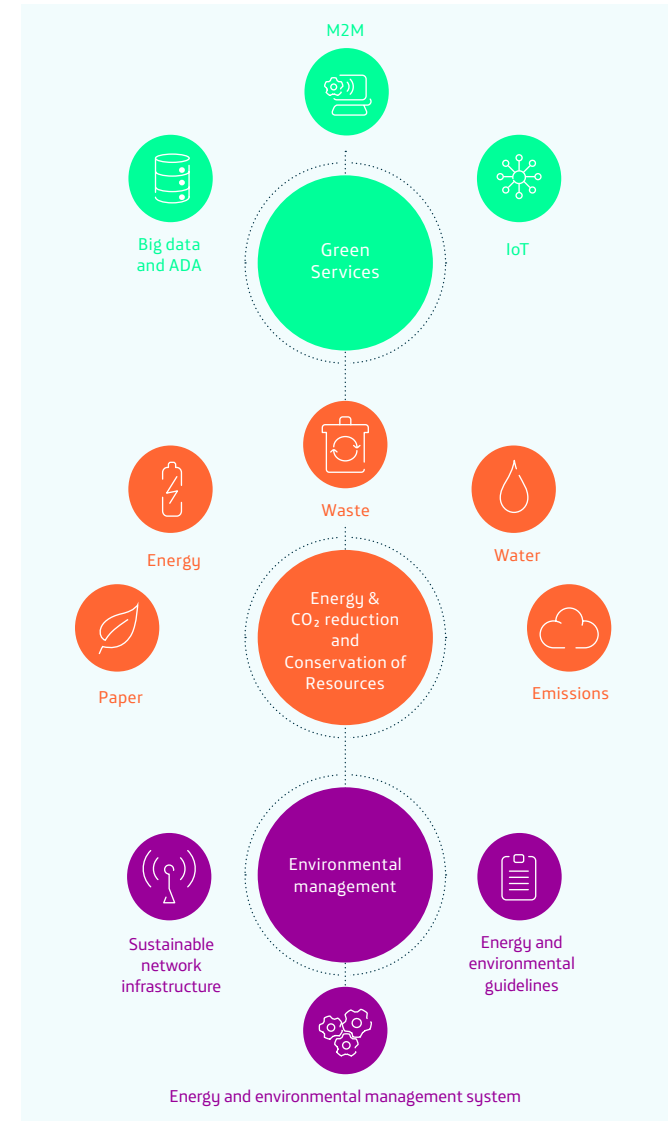 M2M
Big data
and ADA
IoT
Green
Services
Waste
Energy
Water
Paper
Emissions
Energy &
CO₂ reduction
and
Conservation of
Resources
Environmental
management
Sustainable
network
infrastructure
Energy and
environmental
guidelines
Energy and environmental management system